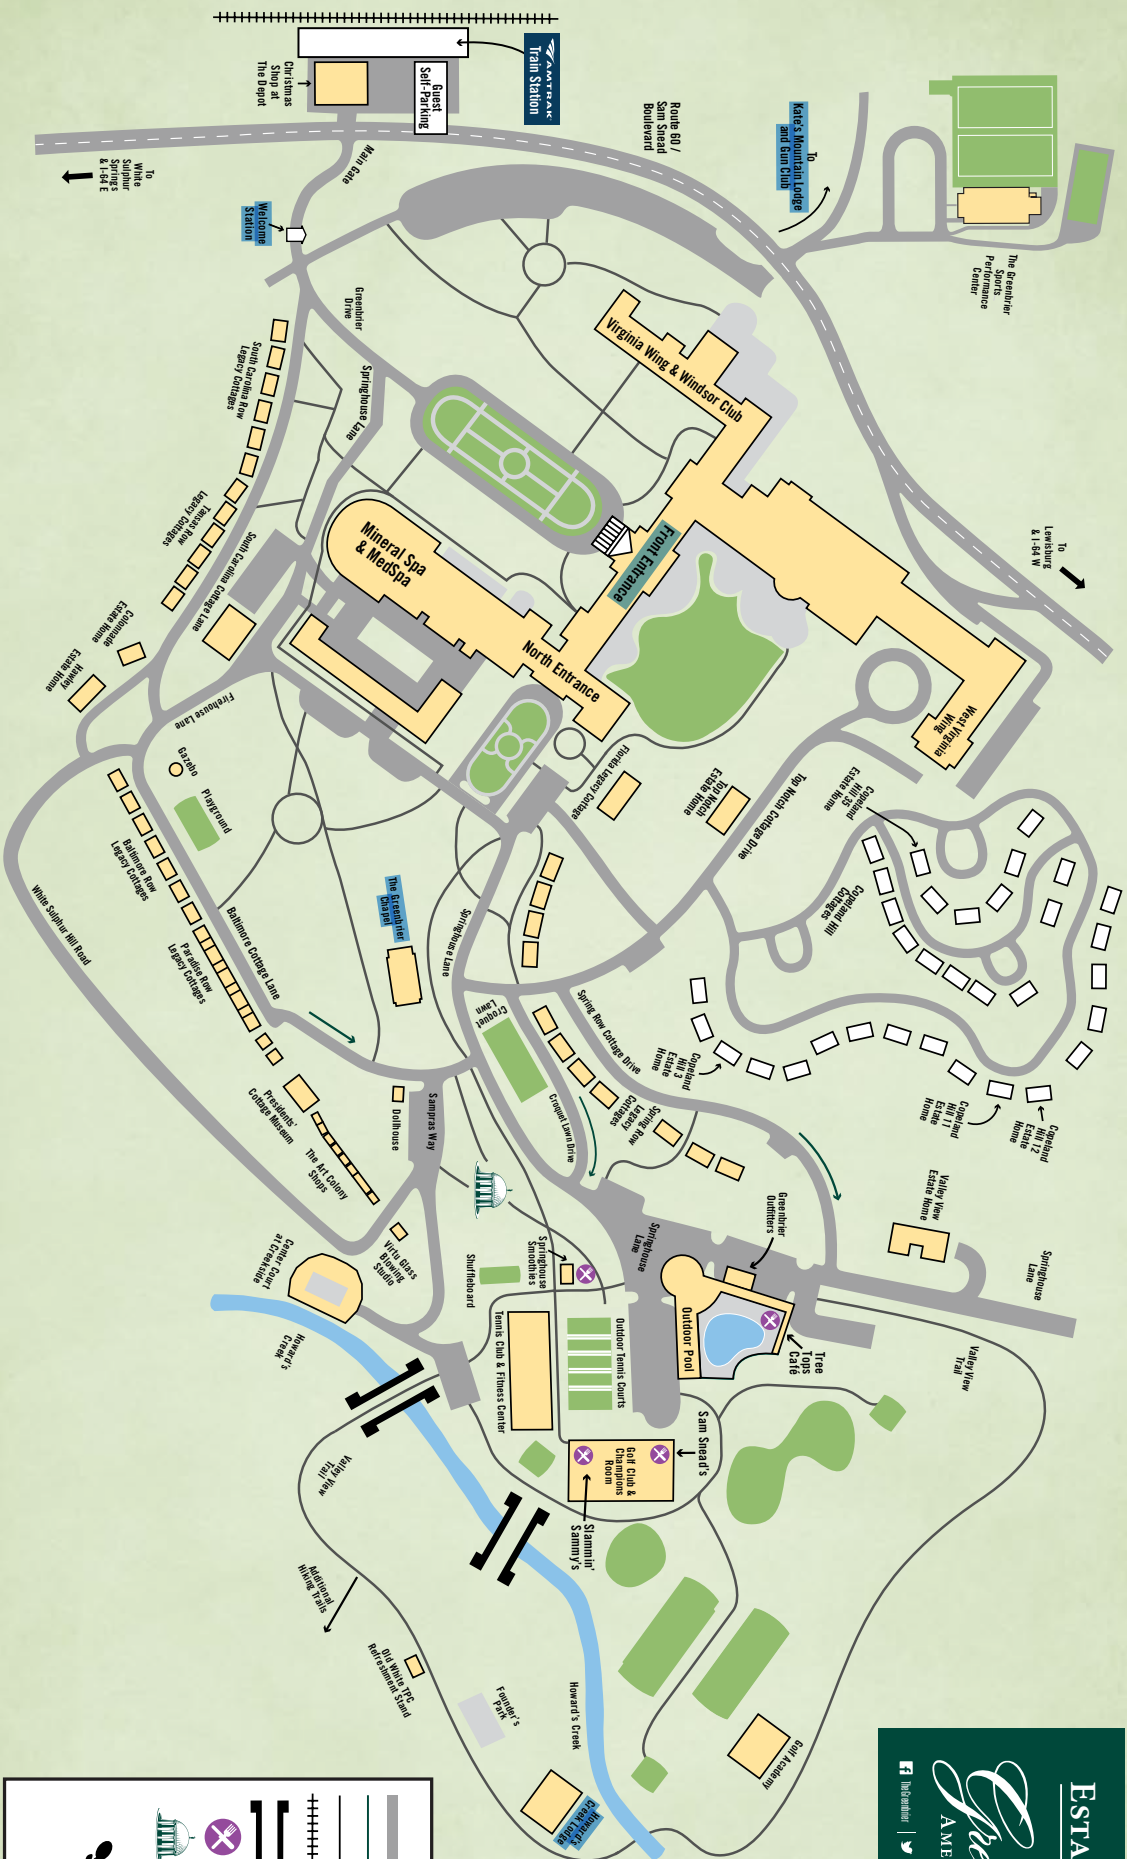 AMTRAK
Train Station
Guest
Self-Parking
Christmas
Shop at
The Depot
Route 60 /
Sam Snead
Boulevard
To
Kate's Mountain Lodge
and Gun Club
To
White
Sulphur
Springs
& I-64 E
Main Gate
Welcome
Station
The Greenbrier
Sports
Performance
Center
Greenbrier
Drive
Virginia Wing & Windsor Club
South Carolina Row
Legacy Cottages
Springhouse Lane
Tansas Row
Legacy Cottages
South Carolina Cottage Lane
Mineral Spa
& MedSpa
Front Entrance
North Entrance
To
Lewisburg
& I-64 W
Colonnade
Estate Home
Hawley
Estate Home
Firehouse Lane
West Virginia
Wing
Gazebo
Playground
Florida Legacy Cottage
Top Notch
Estate Home
Top Notch Cottage Drive
Copeland
Hill 35
Estate Home
Copeland Hill
Cottages
Baltimore Row
Legacy Cottages
White Sulphur Hill Road
Baltimore Cottage Lane
Paradise Row
Legacy Cottages
The Greenbrier
Chapel
Springhouse Lane
Croquet
Lawn
Spring Row Cottage Drive
Copeland
Hill 3
Estate
Home
Copeland
Hill 11
Estate
Home
Copeland
Hill 12
Estate
Home
Presidents'
Cottage Museum
The Art Colony
Shops
Dollhouse
Sampras Way
Croquet Lawn Drive
Spring Row
Legacy
Cottages
Valley View
Estate Home
Greenbrier
Outfitters
Springhouse
Lane
Springhouse
Lane
Virtu Glass
Blowing
Studio
Center Court
at Creekside
Howard's
Creek
Shuffleboard
Springhouse
Smoothies
Tennis Club & Fitness Center
Outdoor Tennis Courts
Outdoor Pool
Tree
Tops
Café
Valley View
Trail
Sam Snead's
Golf Club &
Champions
Room
Slammin'
Sammy's
Valley View
Trail
Additional
Hiking Trails
Old White TPC
Refreshment Stand
Founder's
Park
Howard's Creek
Golf Academy
Howard's
Creek Lodge
ESTA
Gre
AME
TheGreenbrier